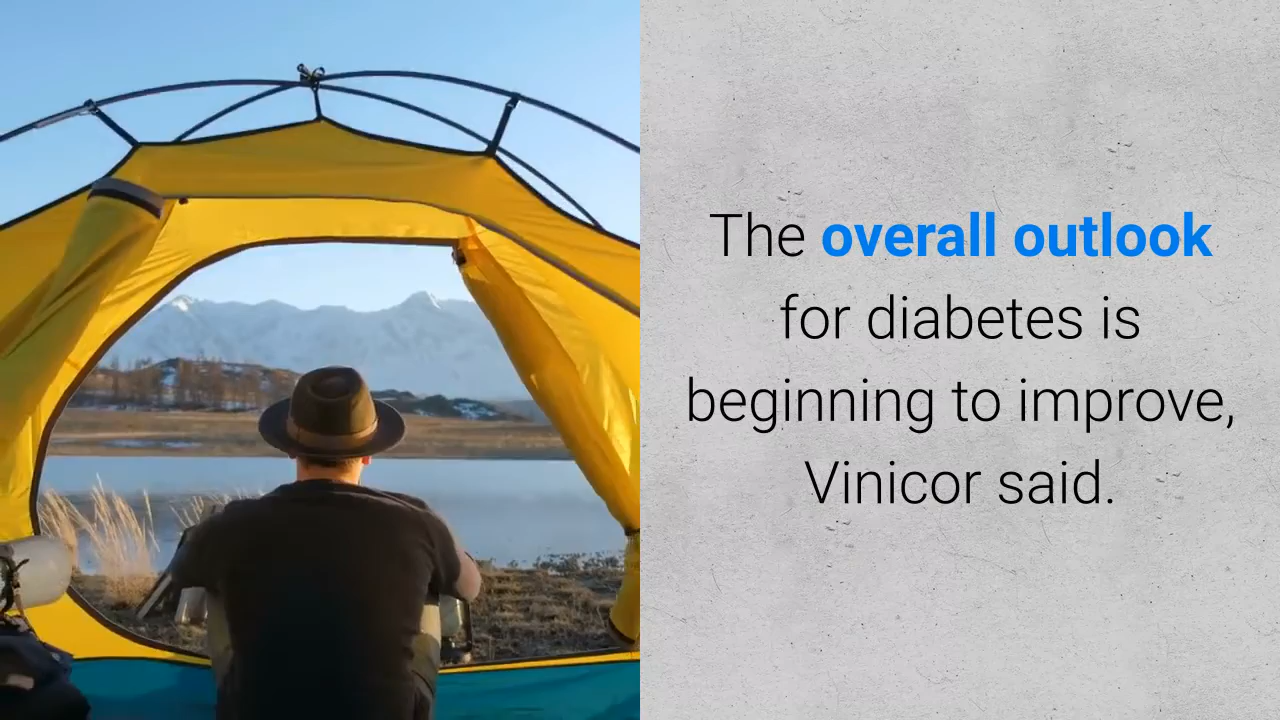 The overall outlook
for diabetes is
beginning to improve,
Vinicor said.